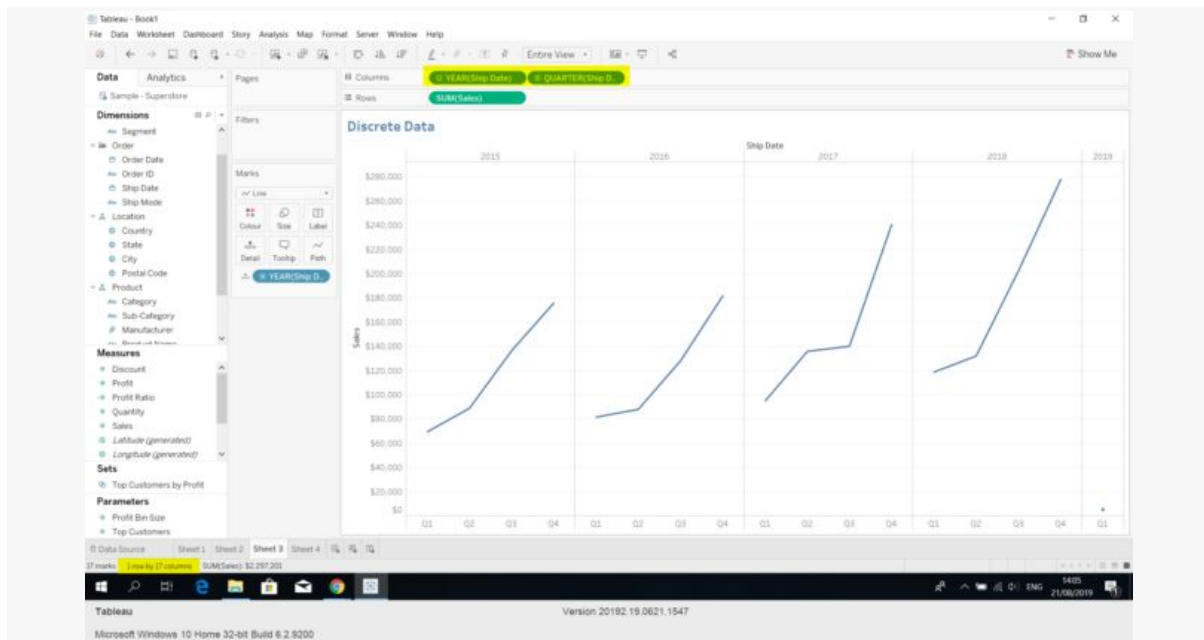 Tableau - Book1
File Data Worksheet Dashboard Story Analysis Map Format Server Window Help
Entire View
Show Me
Data Analytics
Pages
Columns
YEAR(Ship Date) QUARTER(Ship D..
Sample - Superstore
Rows
SUM(Sales)
Dimensions
Segment
Order
Order Date
Order ID
Ship Date
Ship Mode
Location
Country
State
City
Postal Code
Product
Category
Sub-Category
Manufacturer
Product Name
Measures
Discount
Profit
Profit Ratio
Quantity
Sales
Latitude (generated)
Longitude (generated)
Sets
Top Customers by Profit
Parameters
Profit Bin Size
Top Customers
Filters
Marks
Line
Colour Size Label
Detail Tooltip Path
YEAR(Ship D..
Discrete Data
Ship Date
2015 2016 2017 2018 2019
Sales
$280,000
$260,000
$240,000
$220,000
$200,000
$180,000
$160,000
$140,000
$120,000
$100,000
$80,000
$60,000
$40,000
$20,000
$0
Q1 Q2 Q3 Q4 Q1 Q2 Q3 Q4 Q1 Q2 Q3 Q4 Q1 Q2 Q3 Q4 Q1
Data Source Sheet 1 Sheet 2 Sheet 3 Sheet 4
17 marks 1 row by 17 columns SUM(Sales): $2,297,201
ENG
14:05
21/08/2019
Tableau Version 20192.19.0621.1547
Microsoft Windows 10 Home 32-bit Build 6.2.9200